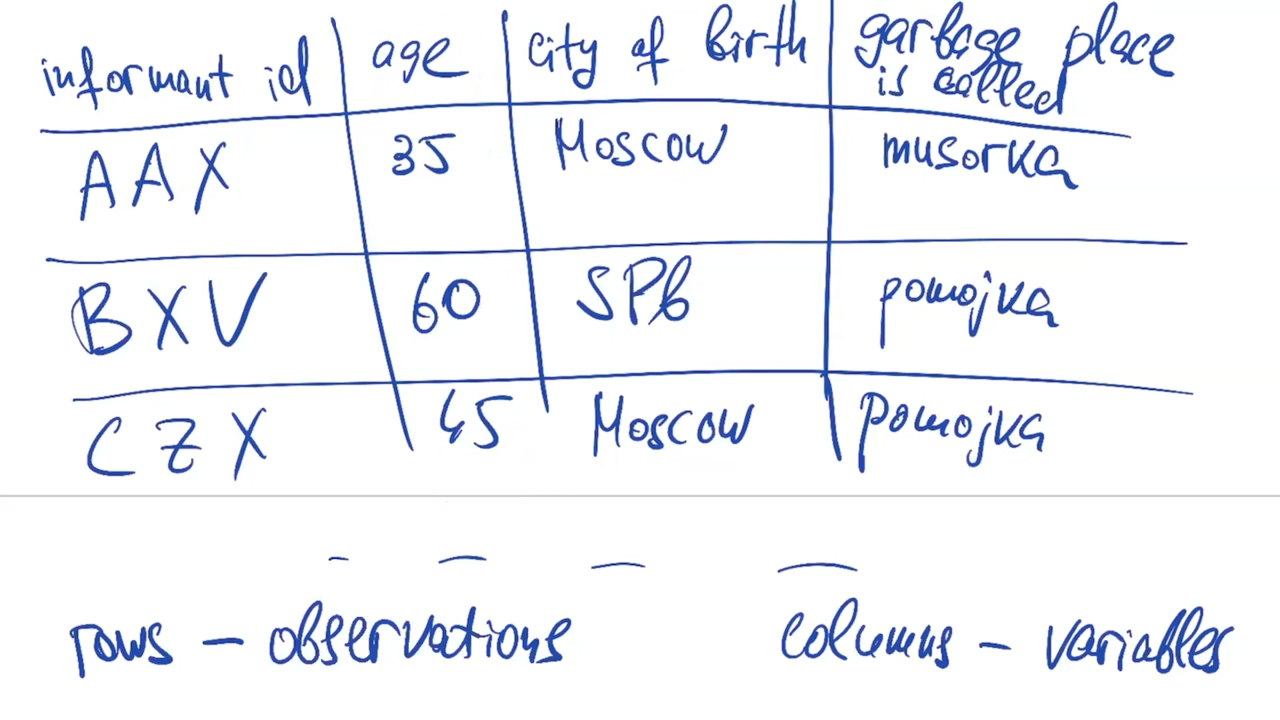 informant id age city of birth garbage place
is called
AAX 35 Moscow musorka
BXV 60 SPb pomojka
CZX 45 Moscow pomojka
rows – observations columns – variables